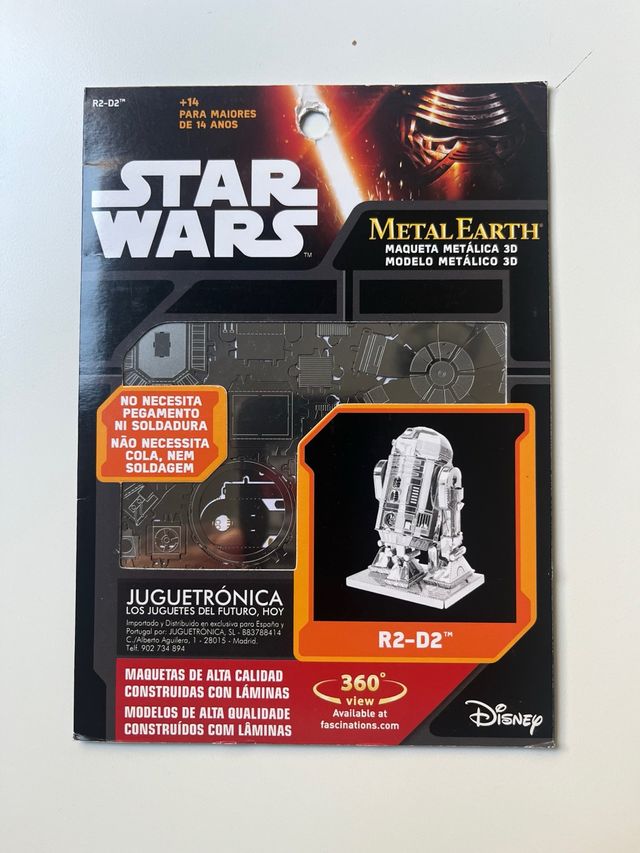 R2-D2™
+14
PARA MAIORES
DE 14 ANOS
STAR
WARS™
METAL EARTH®
MAQUETA METÁLICA 3D
MODELO METÁLICO 3D
NO NECESITA
PEGAMENTO
NI SOLDADURA
NÃO NECESSITA
COLA, NEM
SOLDAGEM
JUGUETRÓNICA
LOS JUGUETES DEL FUTURO, HOY
Importado y Distribuido en exclusiva para España y
Portugal por: JUGUETRÓNICA, SL - B83788414
C./Alberto Aguilera, 1 - 28015 - Madrid.
Telf. 902 734 894
R2-D2™
MAQUETAS DE ALTA CALIDAD
CONSTRUIDAS CON LÁMINAS
MODELOS DE ALTA QUALIDADE
CONSTRUÍDOS COM LÂMINAS
360°
view
Available at
fascinations.com
DISNEY